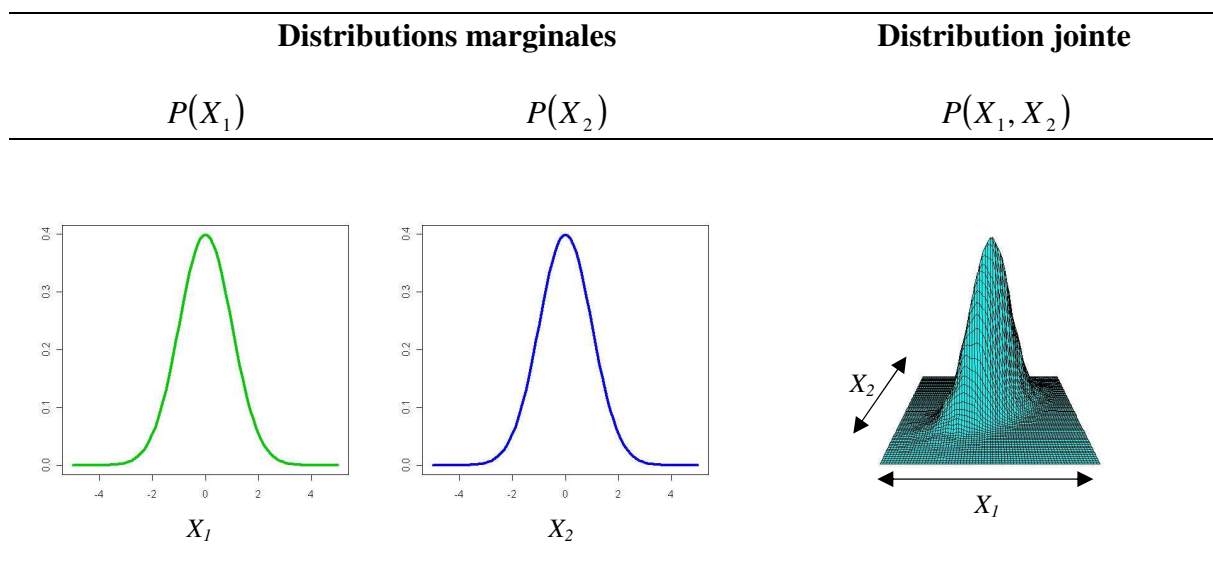 Distributions marginales Distribution jointe
P(X₁) P(X₂) P(X₁, X₂)
0.4
0.3
0.2
0.1
0.0
-4 -2 0 2 4
X₁
0.4
0.3
0.2
0.1
0.0
-4 -2 0 2 4
X₂
X₂
X₁